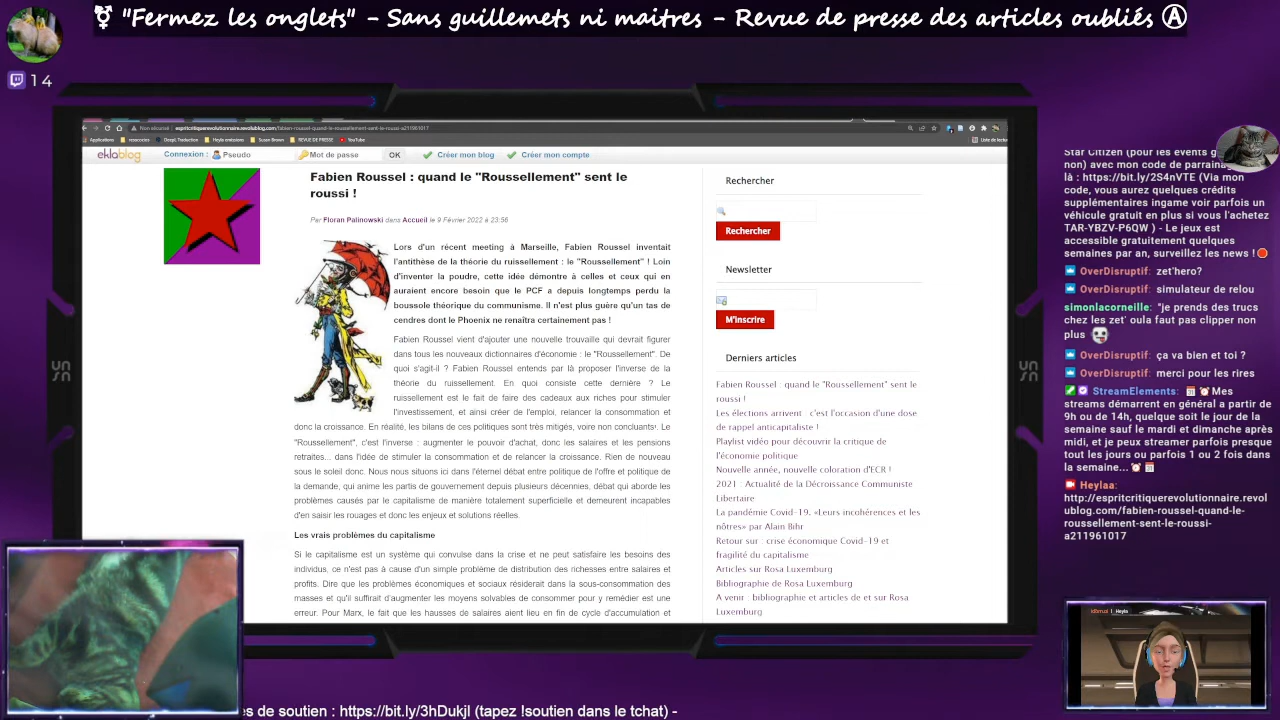 ⚧ "Fermez les onglets" - Sans guillemets ni maitres - Revue de presse des articles oubliés Ⓐ
14
Non sécurisé | espritcritiquerevolutionnaire.revolublog.com/fabien-roussel-quand-le-roussellement-sent-le-roussi-a211961017
Applications
Deepl. Traduction
Heyla emissions
Susan Brown
REVUE DE PRESSE
YouTube
eklablog
Connexion :
Pseudo
Mot de passe
OK
Créer mon blog
Créer mon compte
Fabien Roussel : quand le "Roussellement" sent le
roussi !
Par Floran Palinowski dans Accueil le 9 Février 2022 à 23:56
Lors d'un récent meeting à Marseille, Fabien Roussel inventait
l'antithèse de la théorie du ruissellement : le "Roussellement" ! Loin
d'inventer la poudre, cette idée démontre à celles et ceux qui en
auraient encore besoin que le PCF a depuis longtemps perdu la
boussole théorique du communisme. Il n'est plus guère qu'un tas de
cendres dont le Phoenix ne renaîtra certainement pas !
Fabien Roussel vient d'ajouter une nouvelle trouvaille qui devrait figurer
dans tous les nouveaux dictionnaires d'économie : le "Roussellement". De
quoi s'agit-il ? Fabien Roussel entends par là proposer l'inverse de la
théorie du ruissellement. En quoi consiste cette dernière ? Le
ruissellement est le fait de faire des cadeaux aux riches pour stimuler
l'investissement, et ainsi créer de l'emploi, relancer la consommation et
donc la croissance. En réalité, les bilans de ces politiques sont très mitigés, voire non concluants¹. Le
"Roussellement", c'est l'inverse : augmenter le pouvoir d'achat, donc les salaires et les pensions
retraites... dans l'idée de stimuler la consommation et de relancer la croissance. Rien de nouveau
sous le soleil donc. Nous nous situons ici dans l'éternel débat entre politique de l'offre et politique de
la demande, qui anime les partis de gouvernement depuis plusieurs décennies, débat qui aborde les
problèmes causés par le capitalisme de manière totalement superficielle et demeurent incapables
d'en saisir les rouages et donc les enjeux et solutions réelles.
Les vrais problèmes du capitalisme
Si le capitalisme est un système qui convulse dans la crise et ne peut satisfaire les besoins des
individus, ce n'est pas à cause d'un simple problème de distribution des richesses entre salaires et
profits. Dire que les problèmes économiques et sociaux résiderait dans la sous-consommation des
masses et qu'il suffirait d'augmenter les moyens solvables de consommer pour y remédier est une
erreur. Pour Marx, le fait que les hausses de salaires aient lieu en fin de cycle d'accumulation et
Rechercher
Rechercher
Newsletter
M'inscrire
Derniers articles
Fabien Roussel : quand le "Roussellement" sent le
roussi !
Les élections arrivent : c'est l'occasion d'une dose
de rappel anticapitaliste !
Playlist vidéo pour découvrir la critique de
l'économie politique
Nouvelle année, nouvelle coloration d'ECR !
2021 : Actualité de la Décroissance Communiste
Libertaire
La pandémie Covid-19. «Leurs incohérences et les
nôtres» par Alain Bihr
Retour sur : crise économique Covid-19 et
fragilité du capitalisme
Articles sur Rosa Luxemburg
Bibliographie de Rosa Luxemburg
A venir : bibliographie et articles de et sur Rosa
Luxemburg
Star Citizen (pour les events
non) avec mon code de parrain
là : https://bit.ly/2S4nVTE (Via mon
code, vous aurez quelques crédits
supplémentaires ingame voir parfois un
véhicule gratuit en plus si vous l'achetez
TAR-YBZV-P6QW ) - Le jeux est
accessible gratuitement quelques
semaines par an, surveillez les news !
OverDisruptif: zet'hero?
OverDisruptif: simulateur de relou
simonlacorneille: "je prends des trucs
chez les zet' oula faut pas clipper non
plus
OverDisruptif: ça va bien et toi ?
OverDisruptif: merci pour les rires
StreamElements: Mes
streams démarrent en général a partir de
9h ou de 14h, quelque soit le jour de la
semaine sauf le mardi et dimanche après
midi, et je peux streamer parfois presque
tout les jours ou parfois 1 ou 2 fois dans
la semaine...
Heylaa:
http://espritcritiquerevolutionnaire.revol
ublog.com/fabien-roussel-quand-le-
roussellement-sent-le-roussi-
a211961017
es de soutien : https://bit.ly/3hDukjl (tapez !soutien dans le tchat) -